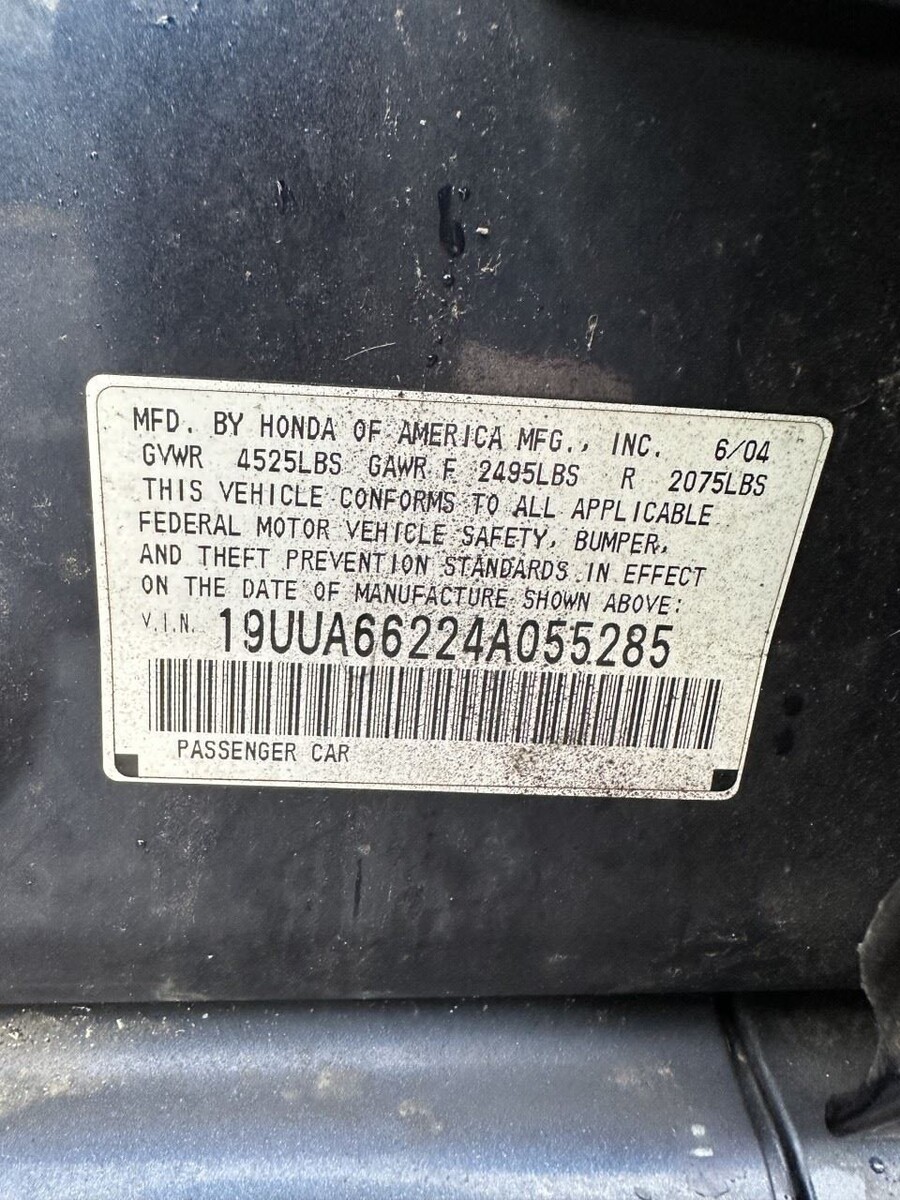 MFD. BY HONDA OF AMERICA MFG., INC. 6/04
GVWR 4525LBS GAWR F 2495LBS R 2075LBS
THIS VEHICLE CONFORMS TO ALL APPLICABLE
FEDERAL MOTOR VEHICLE SAFETY, BUMPER,
AND THEFT PREVENTION STANDARDS IN EFFECT
ON THE DATE OF MANUFACTURE SHOWN ABOVE:
V.I.N. 19UUA66224A055285
PASSENGER CAR